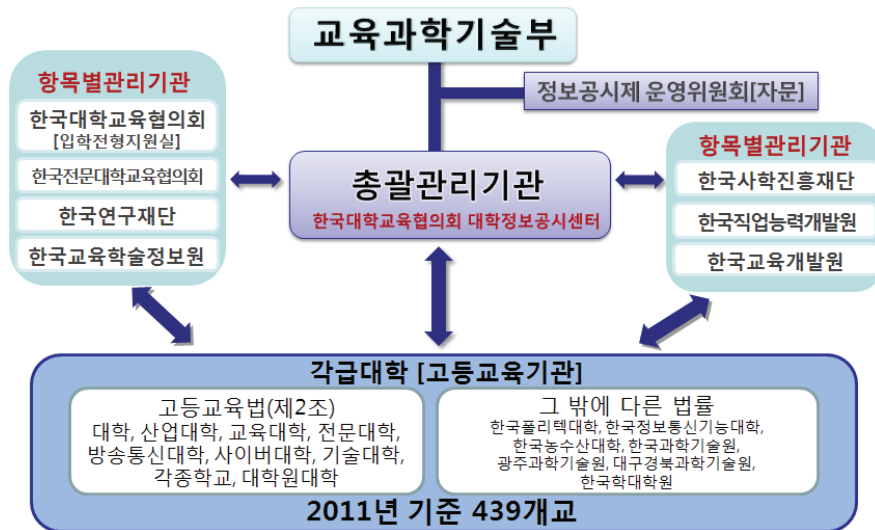 교육과학기술부
정보공시제 운영위원회[자문]
항목별관리기관
한국대학교육협의회
[입학전형지원실]
한국전문대학교육협의회
한국연구재단
한국교육학술정보원
총괄관리기관
한국대학교육협의회 대학정보공시센터
항목별관리기관
한국사학진흥재단
한국직업능력개발원
한국교육개발원
각급대학 [고등교육기관]
고등교육법(제2조)
대학, 산업대학, 교육대학, 전문대학,
방송통신대학, 사이버대학, 기술대학,
각종학교, 대학원대학
그 밖에 다른 법률
한국폴리텍대학, 한국정보통신기능대학,
한국농수산대학, 한국과학기술원,
광주과학기술원, 대구경북과학기술원,
한국학대학원
2011년 기준 439개교